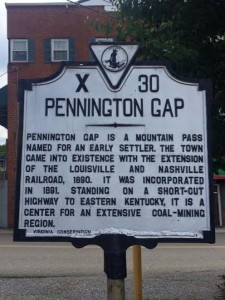 X 30
PENNINGTON GAP
PENNINGTON GAP IS A MOUNTAIN PASS
NAMED FOR AN EARLY SETTLER. THE TOWN
CAME INTO EXISTENCE WITH THE EXTENSION
OF THE LOUISVILLE AND NASHVILLE
RAILROAD, 1890. IT WAS INCORPORATED
IN 1891. STANDING ON A SHORT-CUT
HIGHWAY TO EASTERN KENTUCKY, IT IS A
CENTER FOR AN EXTENSIVE COAL-MINING
REGION.
VIRGINIA CONSERVATION